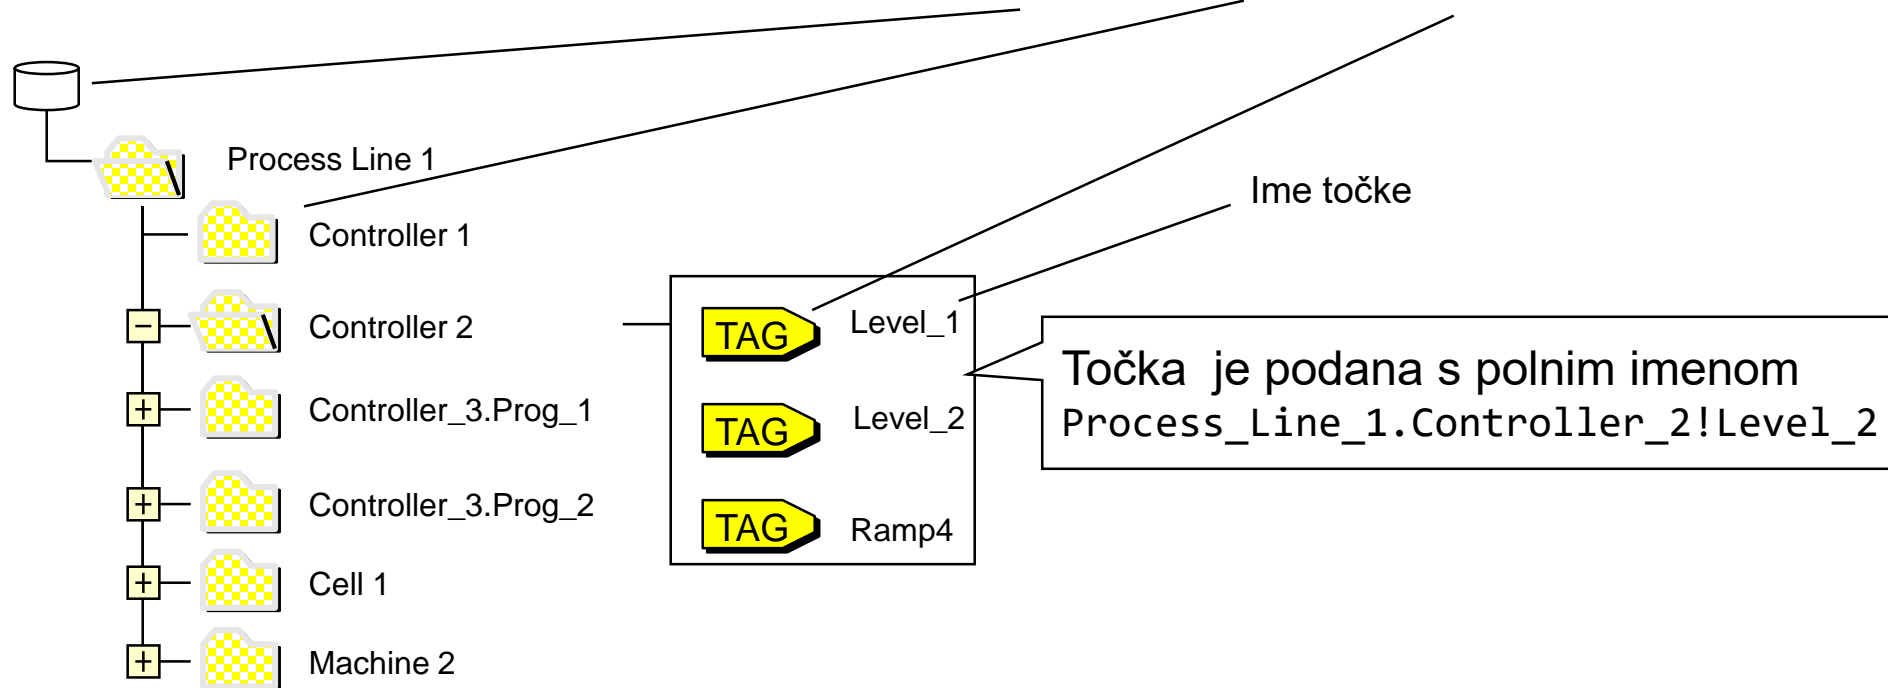 Process Line 1
Ime točke
Controller 1
Controller 2
TAG Level_1
Točka je podana s polnim imenom
Process_Line_1.Controller_2!Level_2
Controller_3.Prog_1
TAG Level_2
Controller_3.Prog_2
TAG Ramp4
Cell 1
Machine 2